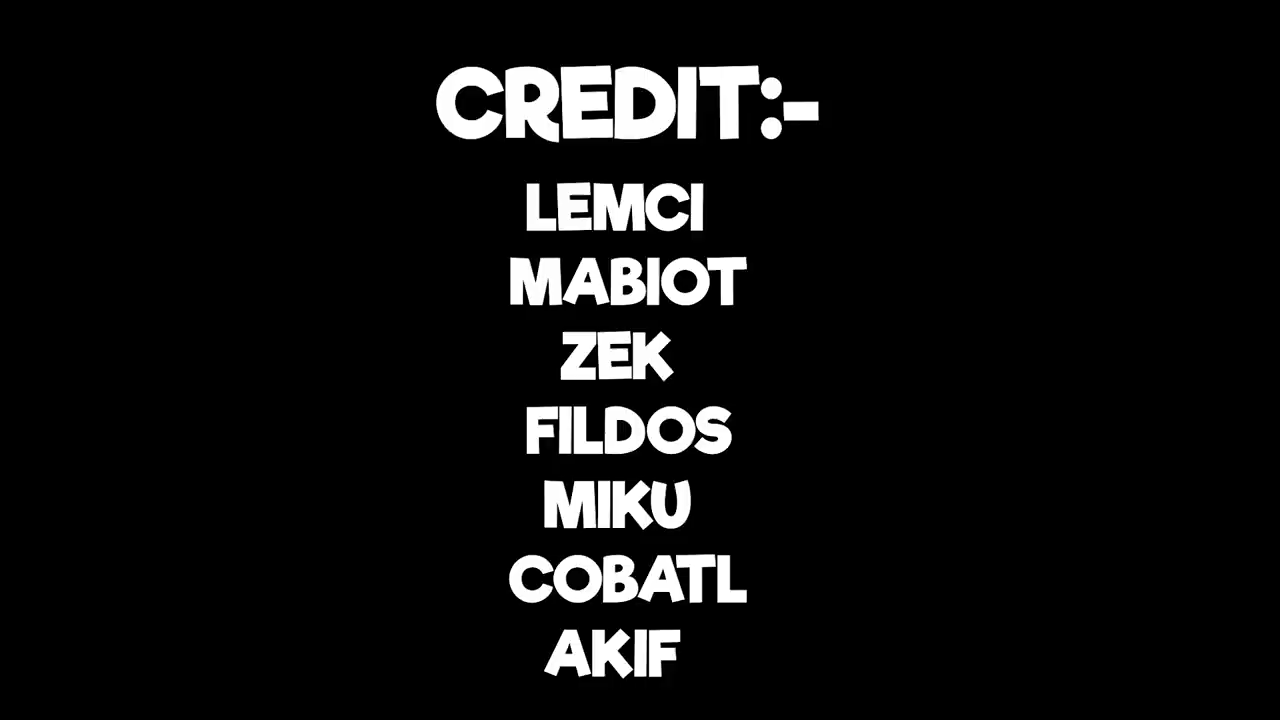 CREDIT:-
LEMCI
MABIOT
ZEK
FILDOS
MIKU
COBATL
AKIF